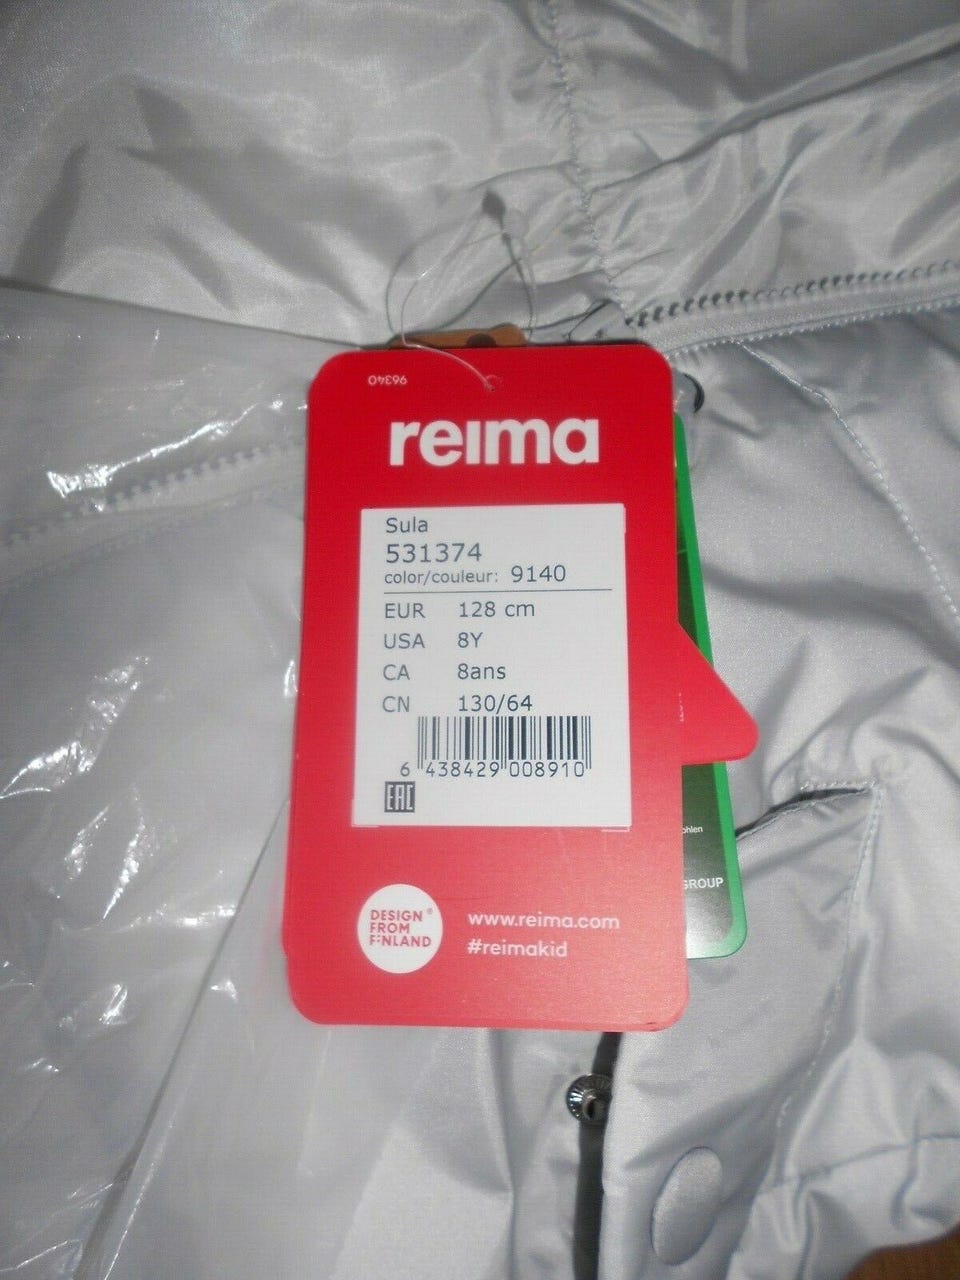 96340
reima
Sula
531374
color/couleur: 9140
EUR 128 cm
USA 8Y
CA 8ans
CN 130/64
6 438429 008910
EAC
DESIGN®
FROM
FINLAND
www.reima.com
#reimakid
ohlen
GROUP